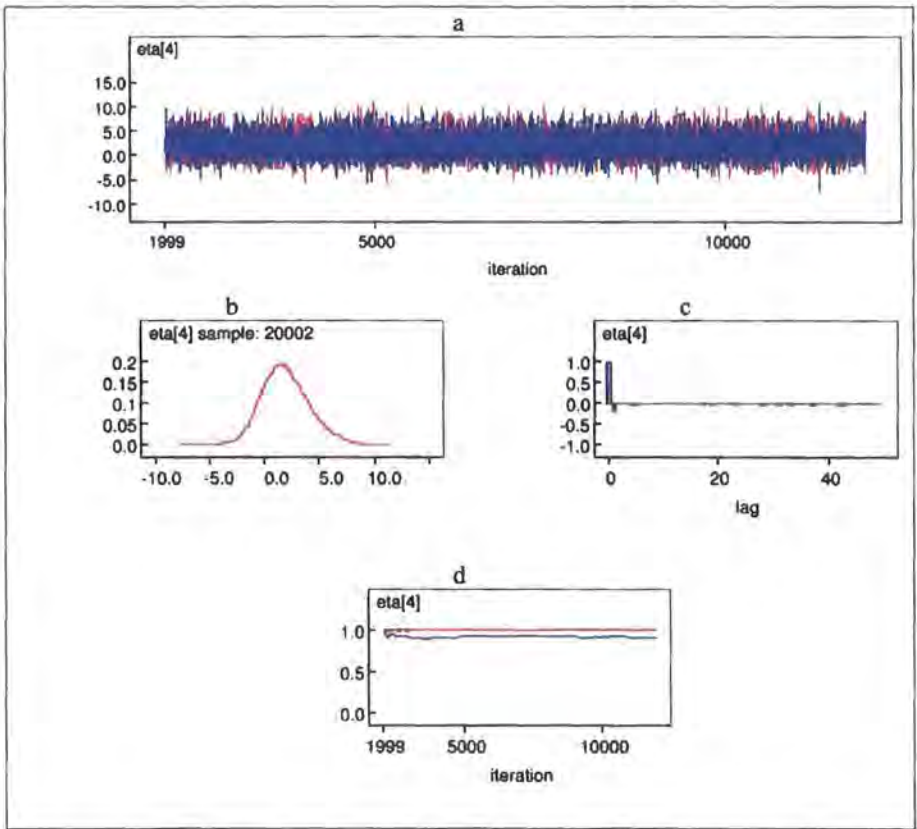 a
eta[4]
15.0
10.0
5.0
0.0
-5.0
-10.0
1999 5000 10000
iteration
b
eta[4] sample: 20002
0.2
0.15
0.1
0.05
0.0
-10.0 -5.0 0.0 5.0 10.0
c
eta[4]
1.0
0.5
0.0
-0.5
-1.0
0 20 40
lag
d
eta[4]
1.0
0.5
0.0
1999 5000 10000
iteration